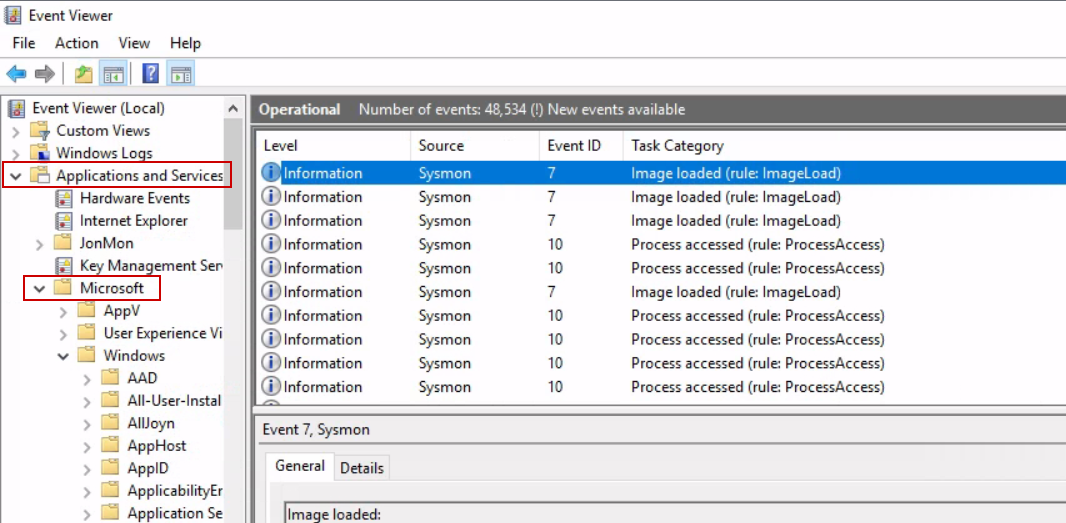 Event Viewer
File Action View Help
Event Viewer (Local)
Custom Views
Windows Logs
Applications and Services
Hardware Events
Internet Explorer
JonMon
Key Management Ser
Microsoft
AppV
User Experience Vi
Windows
AAD
All-User-Instal
AllJoyn
AppHost
AppID
ApplicabilityEr
Application Se
Operational Number of events: 48,534 (!) New events available
Level Source Event ID Task Category
Information Sysmon 7 Image loaded (rule: ImageLoad)
Information Sysmon 7 Image loaded (rule: ImageLoad)
Information Sysmon 7 Image loaded (rule: ImageLoad)
Information Sysmon 10 Process accessed (rule: ProcessAccess)
Information Sysmon 10 Process accessed (rule: ProcessAccess)
Information Sysmon 7 Image loaded (rule: ImageLoad)
Information Sysmon 10 Process accessed (rule: ProcessAccess)
Information Sysmon 10 Process accessed (rule: ProcessAccess)
Information Sysmon 10 Process accessed (rule: ProcessAccess)
Information Sysmon 10 Process accessed (rule: ProcessAccess)
Event 7, Sysmon
General Details
Image loaded: